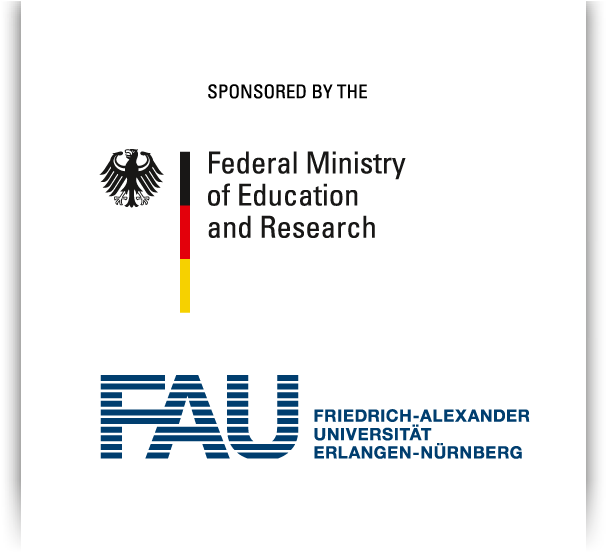 SPONSORED BY THE
Federal Ministry
of Education
and Research
FAU
FRIEDRICH-ALEXANDER
UNIVERSITÄT
ERLANGEN-NÜRNBERG